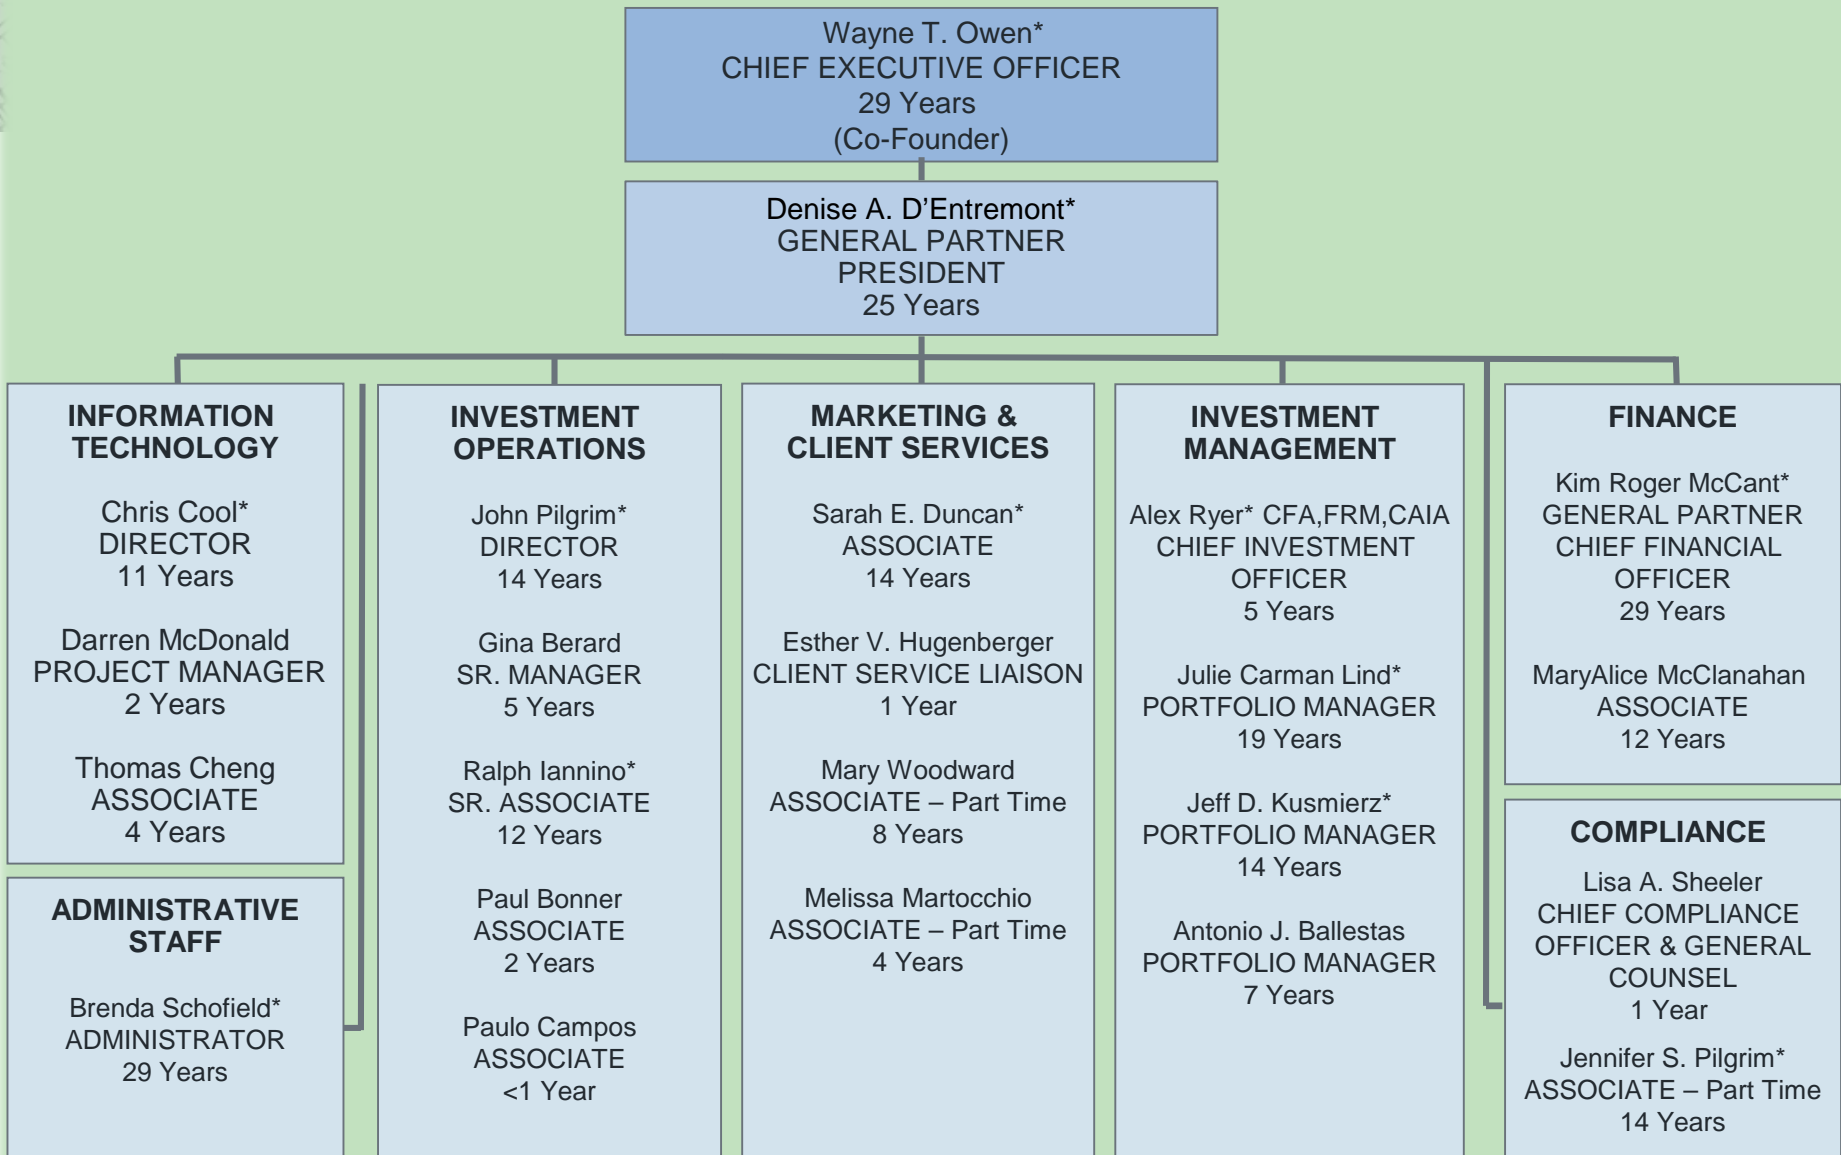 Wayne T. Owen*
CHIEF EXECUTIVE OFFICER
29 Years
(Co-Founder)
Denise A. D’Entremont*
GENERAL PARTNER
PRESIDENT
25 Years
INFORMATION
TECHNOLOGY
Chris Cool*
DIRECTOR
11 Years
Darren McDonald
PROJECT MANAGER
2 Years
Thomas Cheng
ASSOCIATE
4 Years
ADMINISTRATIVE
STAFF
Brenda Schofield*
ADMINISTRATOR
29 Years
INVESTMENT
OPERATIONS
John Pilgrim*
DIRECTOR
14 Years
Gina Berard
SR. MANAGER
5 Years
Ralph Iannino*
SR. ASSOCIATE
12 Years
Paul Bonner
ASSOCIATE
2 Years
Paulo Campos
ASSOCIATE
<1 Year
MARKETING &
CLIENT SERVICES
Sarah E. Duncan*
ASSOCIATE
14 Years
Esther V. Hugenberger
CLIENT SERVICE LIAISON
1 Year
Mary Woodward
ASSOCIATE – Part Time
8 Years
Melissa Martocchio
ASSOCIATE – Part Time
4 Years
INVESTMENT
MANAGEMENT
Alex Ryer* CFA,FRM,CAIA
CHIEF INVESTMENT
OFFICER
5 Years
Julie Carman Lind*
PORTFOLIO MANAGER
19 Years
Jeff D. Kusmierz*
PORTFOLIO MANAGER
14 Years
Antonio J. Ballestas
PORTFOLIO MANAGER
7 Years
FINANCE
Kim Roger McCant*
GENERAL PARTNER
CHIEF FINANCIAL
OFFICER
29 Years
MaryAlice McClanahan
ASSOCIATE
12 Years
COMPLIANCE
Lisa A. Sheeler
CHIEF COMPLIANCE
OFFICER & GENERAL
COUNSEL
1 Year
Jennifer S. Pilgrim*
ASSOCIATE – Part Time
14 Years